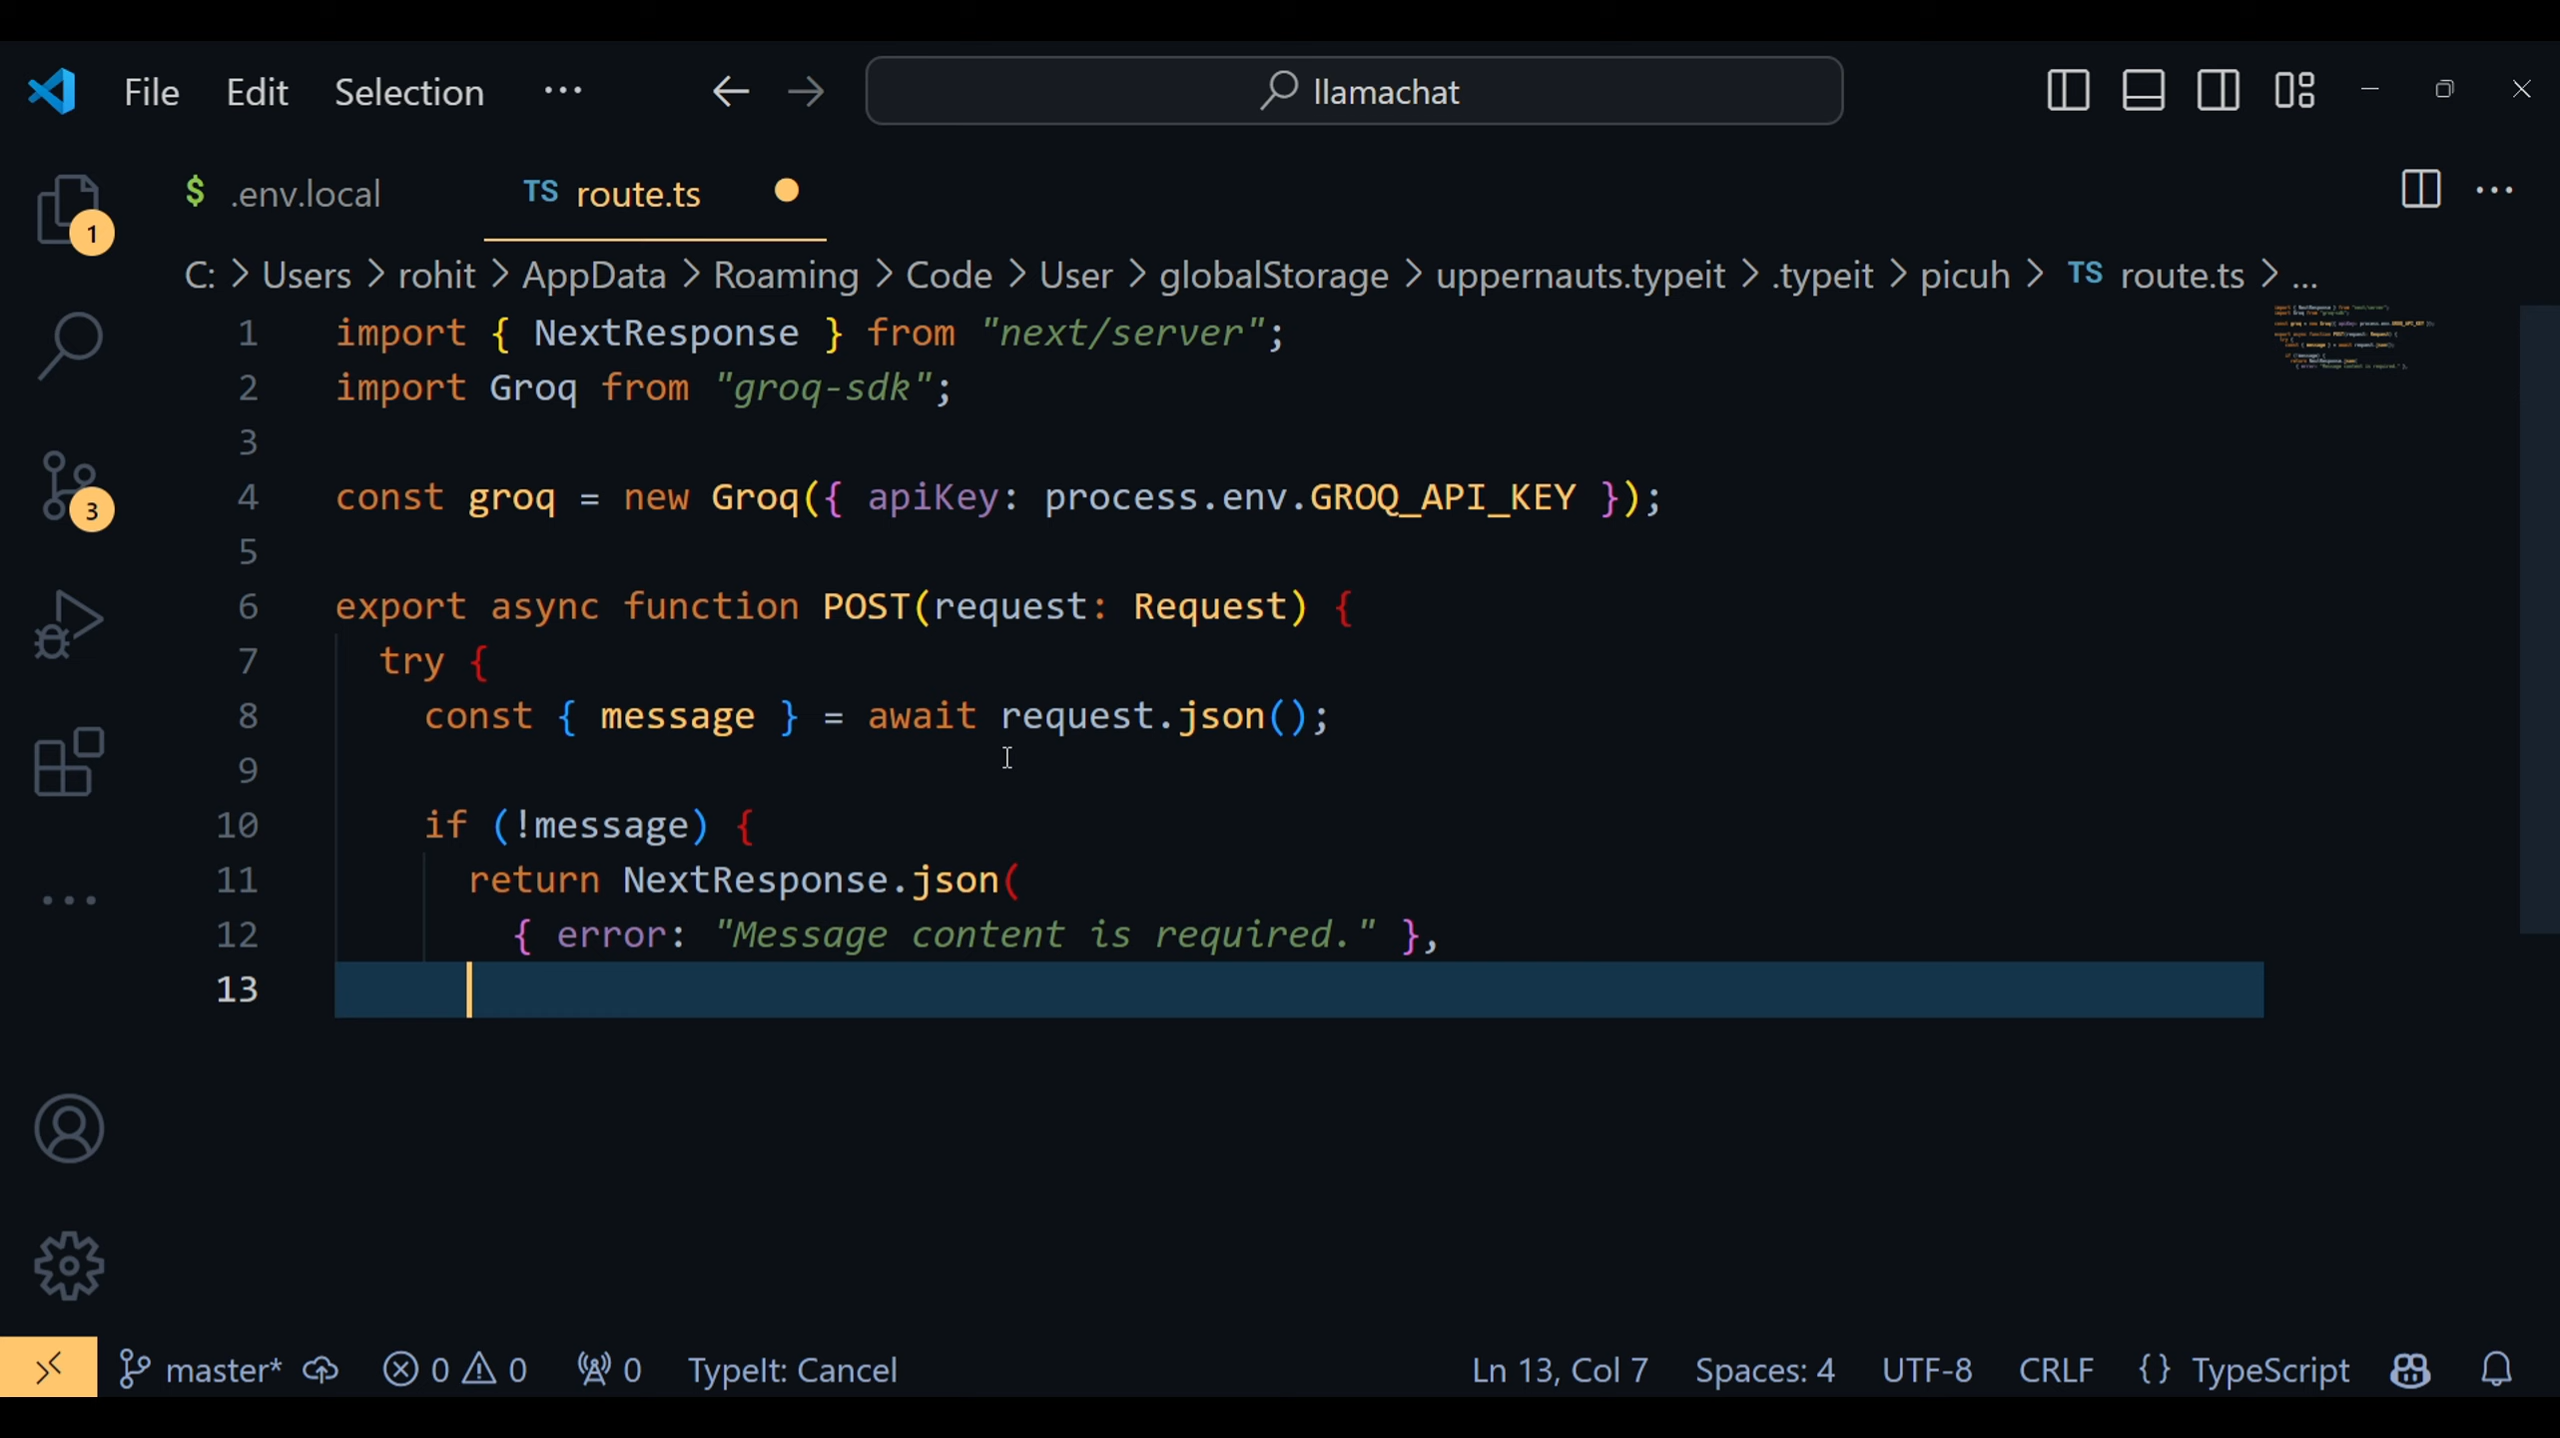 File Edit Selection ··· llamachat
$ .env.local TS route.ts
C: > Users > rohit > AppData > Roaming > Code > User > globalStorage > uppernauts.typeit > .typeit > picuh > TS route.ts > ...
1 import { NextResponse } from "next/server";
2 import Groq from "groq-sdk";
3
4 const groq = new Groq({ apiKey: process.env.GROQ_API_KEY });
5
6 export async function POST(request: Request) {
7 try {
8 const { message } = await request.json();
9
10 if (!message) {
11 return NextResponse.json(
12 { error: "Message content is required." },
13
1
3
master* 0 0 0 TypeIt: Cancel Ln 13, Col 7 Spaces: 4 UTF-8 CRLF {} TypeScript